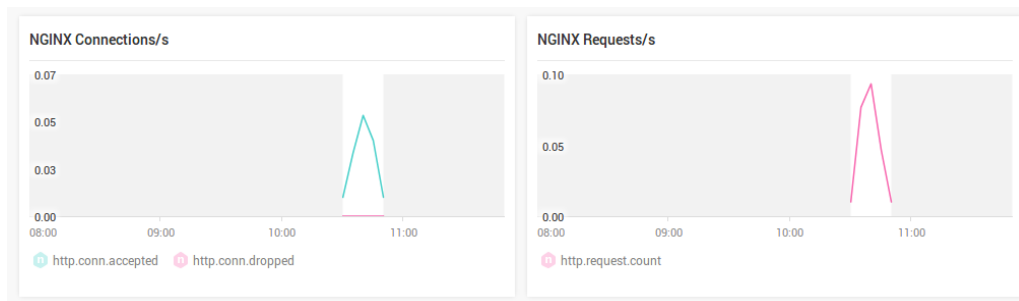 NGINX Connections/s
0.07
0.05
0.03
0.00
08:00 09:00 10:00 11:00
http.conn.accepted http.conn.dropped
NGINX Requests/s
0.10
0.05
0.00
08:00 09:00 10:00 11:00
http.request.count